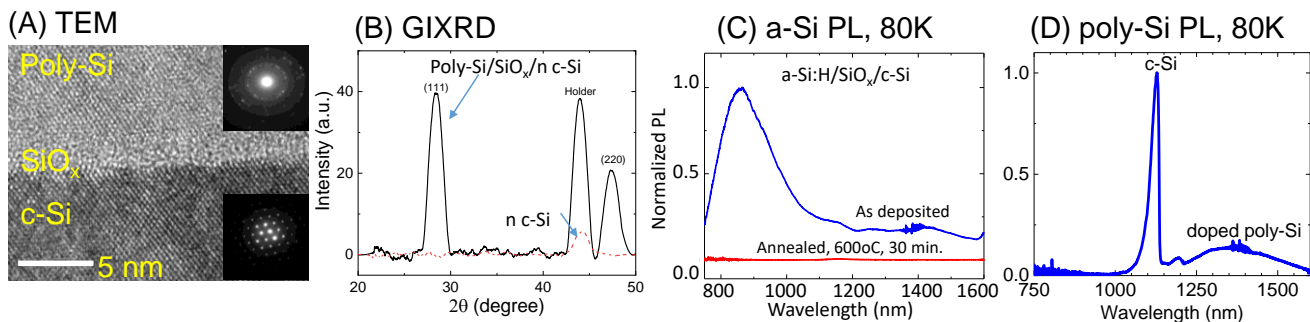 (A) TEM
Poly-Si
SiOx
c-Si
5 nm
(B) GIXRD
Poly-Si/SiOx/n c-Si
(111)
Holder
(220)
n c-Si
Intensity (a.u.)
40
20
0
20
30
40
50
2θ (degree)
(C) a-Si PL, 80K
a-Si:H/SiOx/c-Si
As deposited
Annealed, 600oC, 30 min.
Normalized PL
1.0
0.5
0.0
800
1000
1200
1400
1600
Wavelength (nm)
(D) poly-Si PL, 80K
c-Si
doped poly-Si
1.0
0.5
0.0
750
1000
1250
1500
Wavelength (nm)